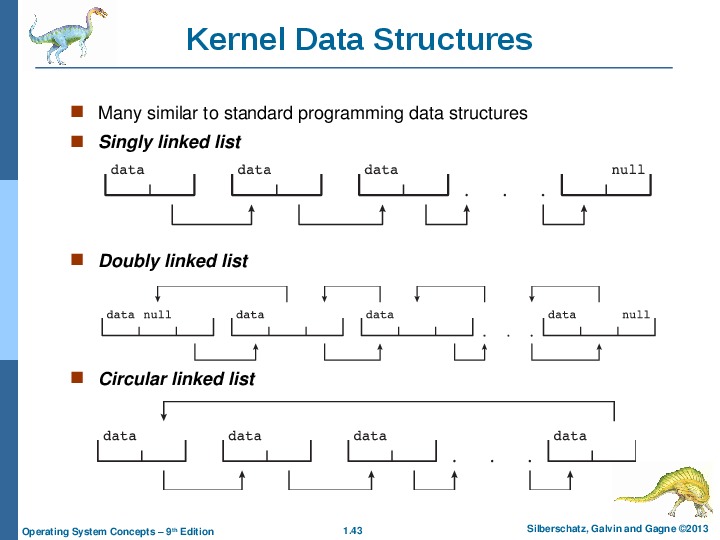 Kernel Data Structures
Many similar to standard programming data structures
Singly linked list
data data data . . . null
Doubly linked list
data null data data . . . data null
Circular linked list
data data data . . . data
Operating System Concepts – 9th Edition 1.43 Silberschatz, Galvin and Gagne ©2013